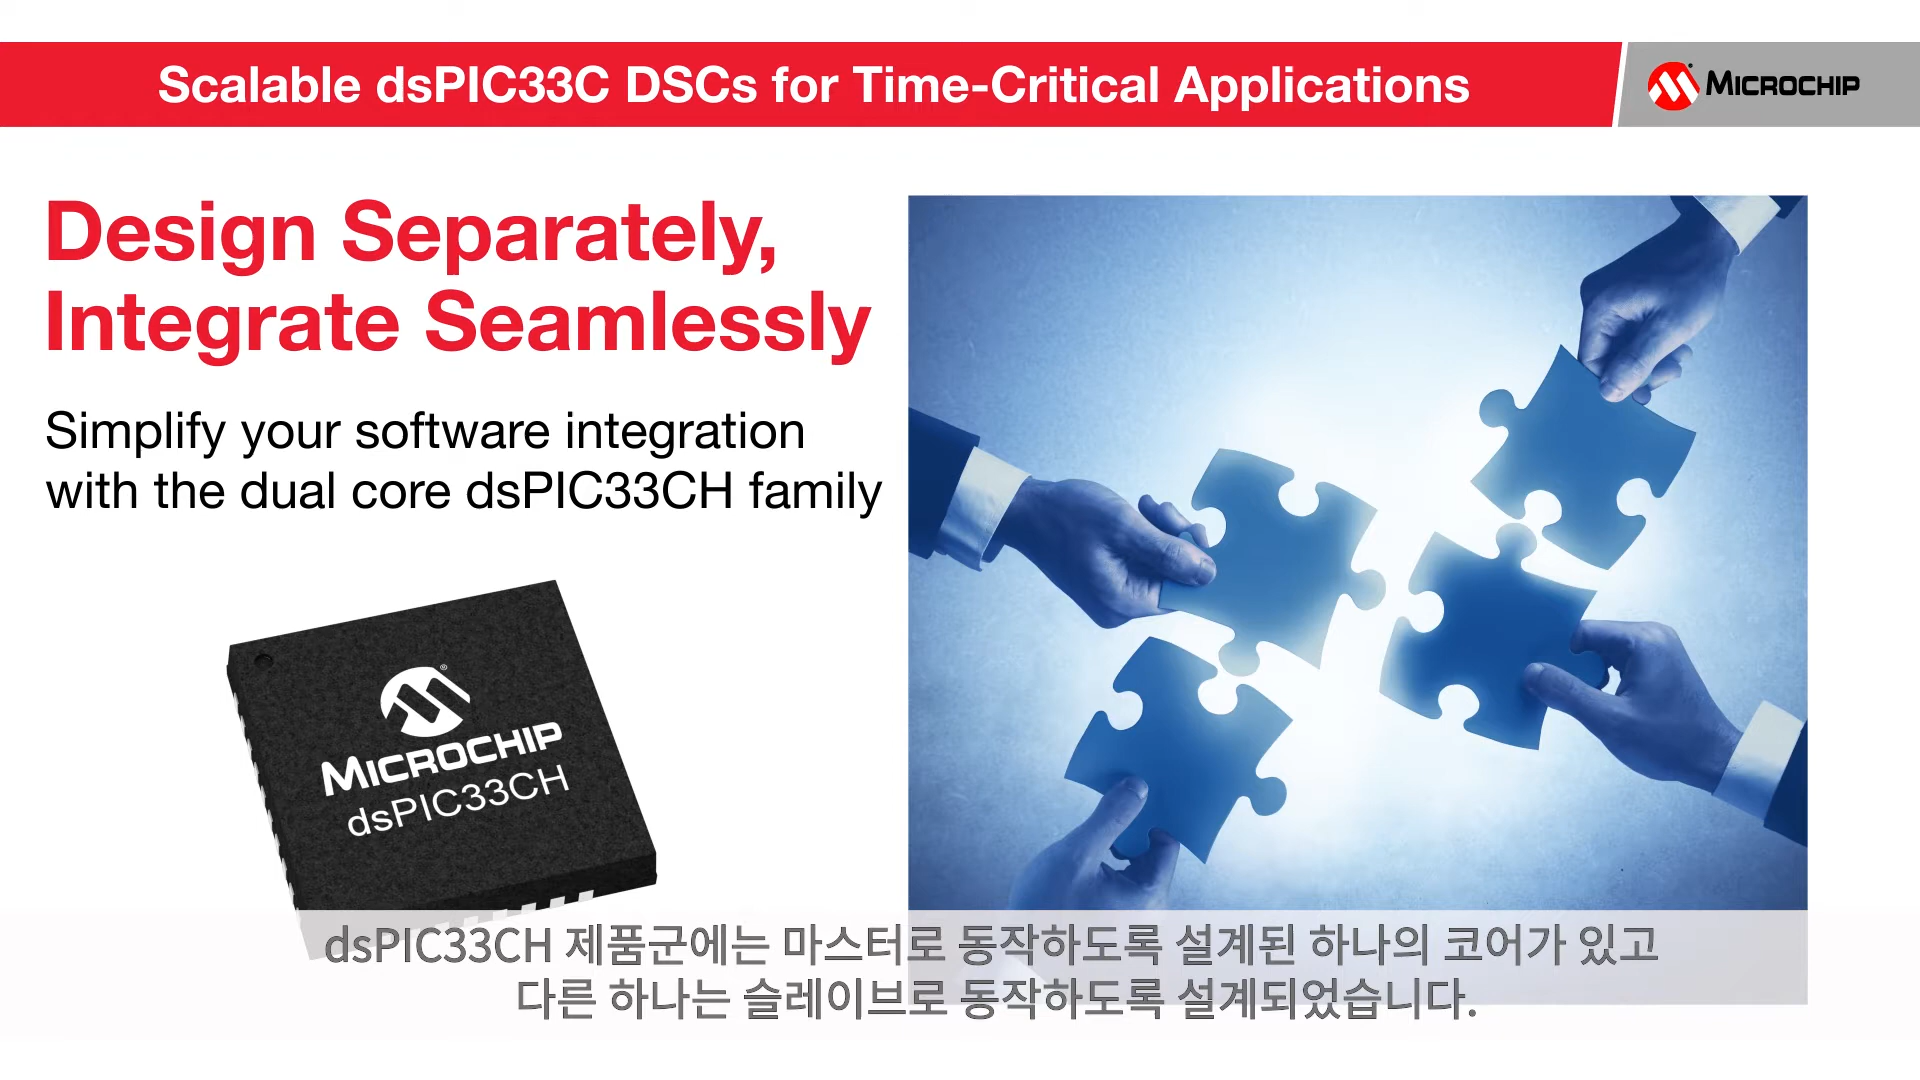 Scalable dsPIC33C DSCs for Time-Critical Applications
MICROCHIP
Design Separately,
Integrate Seamlessly
Simplify your software integration
with the dual core dsPIC33CH family
MICROCHIP
dsPIC33CH
dsPIC33CH 제품군에는 마스터로 동작하도록 설계된 하나의 코어가 있고
다른 하나는 슬레이브로 동작하도록 설계되었습니다.